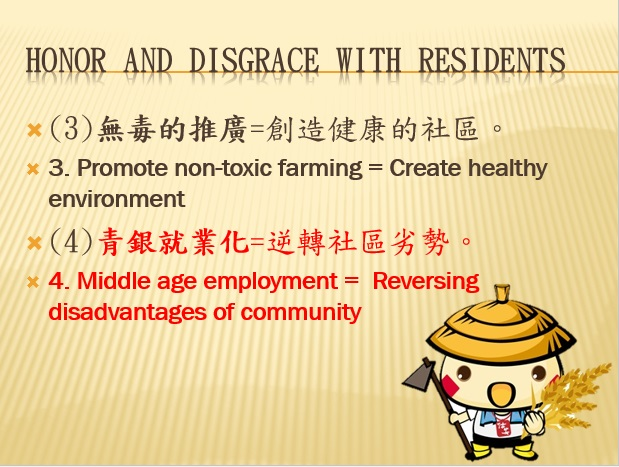 HONOR AND DISGRACE WITH RESIDENTS
(3)無毒的推廣=創造健康的社區。
3. Promote non-toxic farming = Create healthy
environment
(4)青銀就業化=逆轉社區劣勢。
4. Middle age employment = Reversing
disadvantages of community